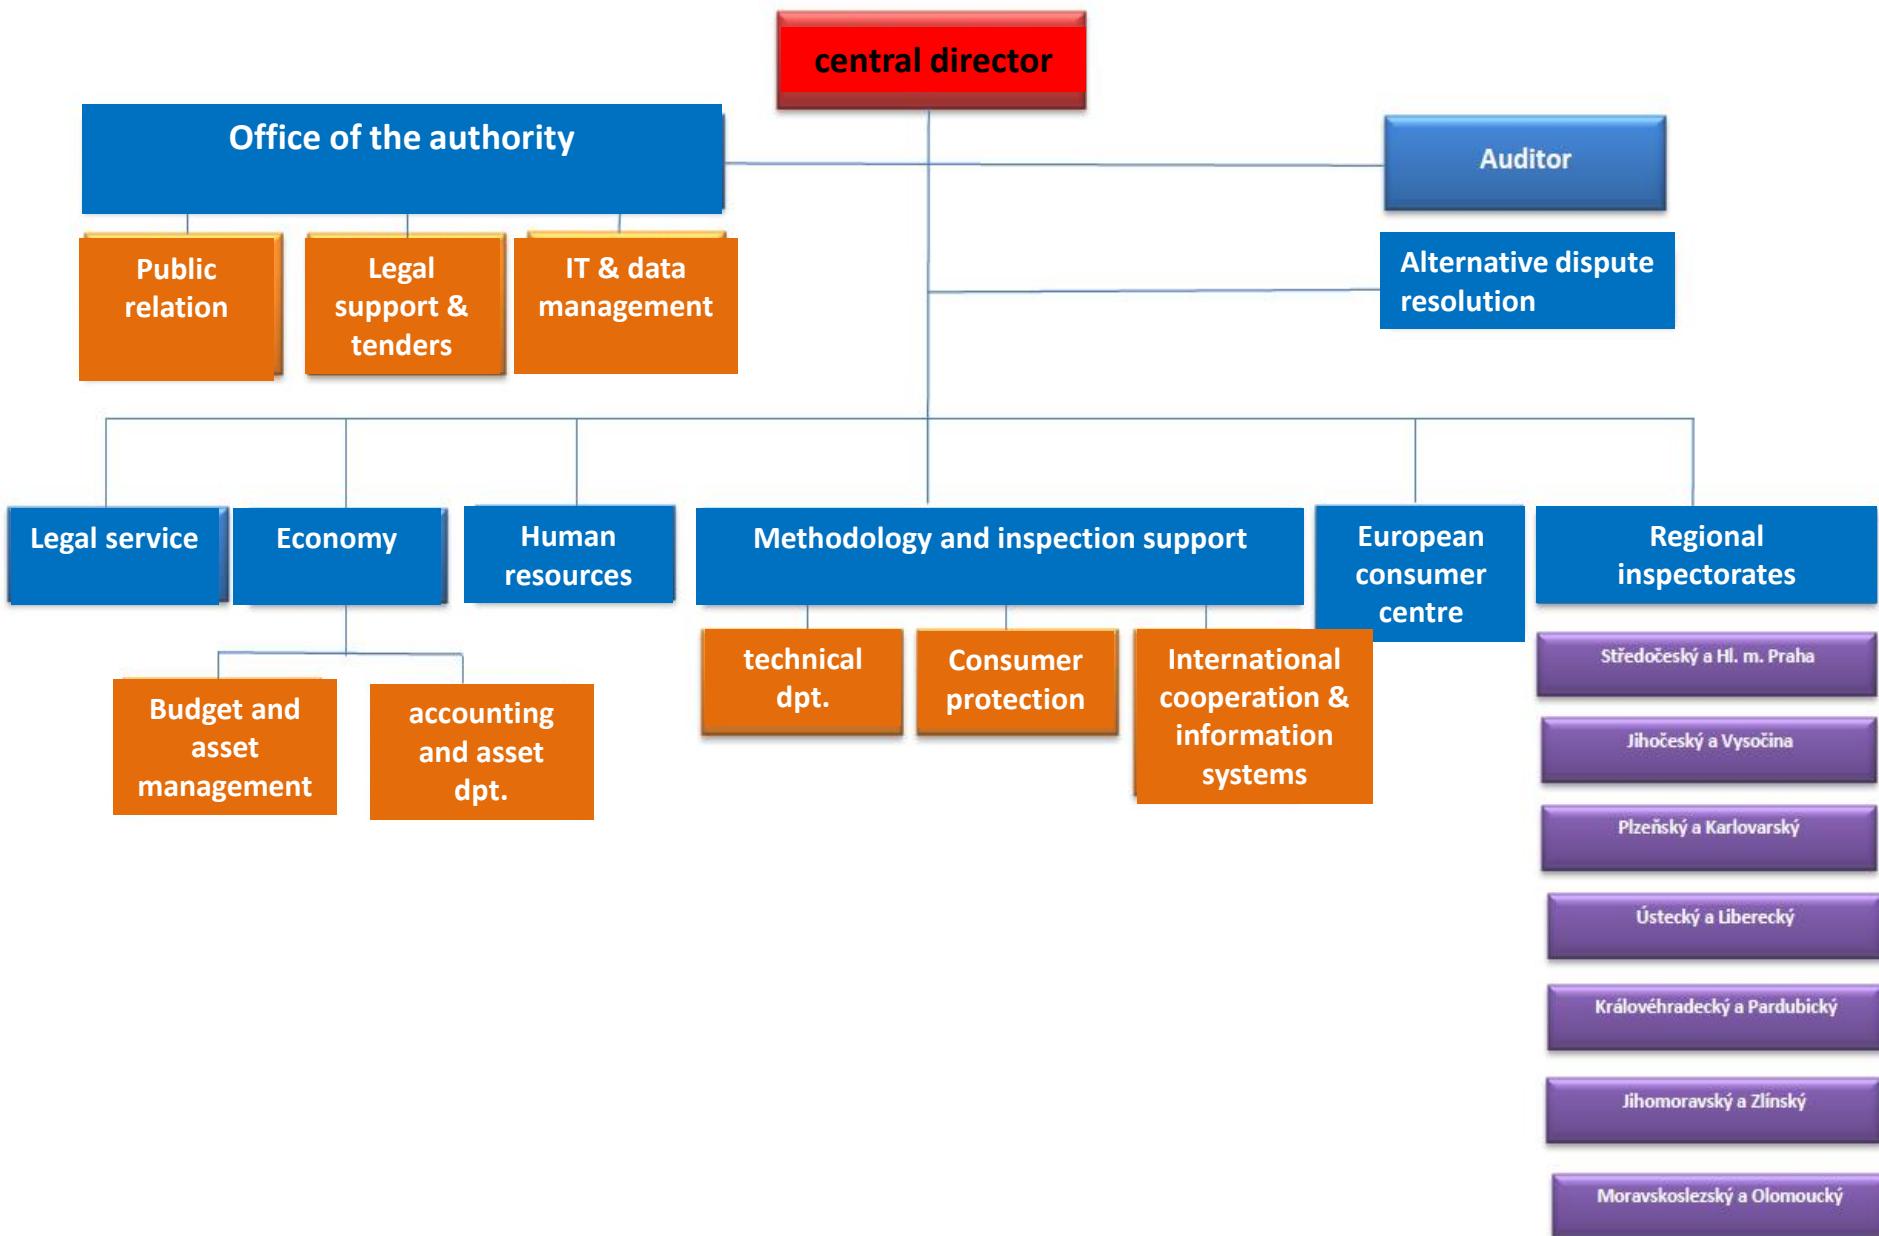 central director
Office of the authority
Auditor
Public
relation
Legal
support &
tenders
IT & data
management
Alternative dispute
resolution
Legal service
Economy
Human
resources
Methodology and inspection support
European
consumer
centre
Regional
inspectorates
Budget and
asset
management
accounting
and asset
dpt.
technical
dpt.
Consumer
protection
International
cooperation &
information
systems
Středočeský a Hl. m. Praha
Jihočeský a Vysočina
Plzeňský a Karlovarský
Ústecký a Liberecký
Královéhradecký a Pardubický
Jihomoravský a Zlínský
Moravskoslezský a Olomoucký